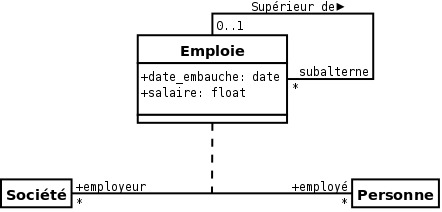 Supérieur de▶
0..1
Emploie
+date_embauche: date
+salaire: float
subalterne
*
Société
+employeur
*
+employé
*
Personne